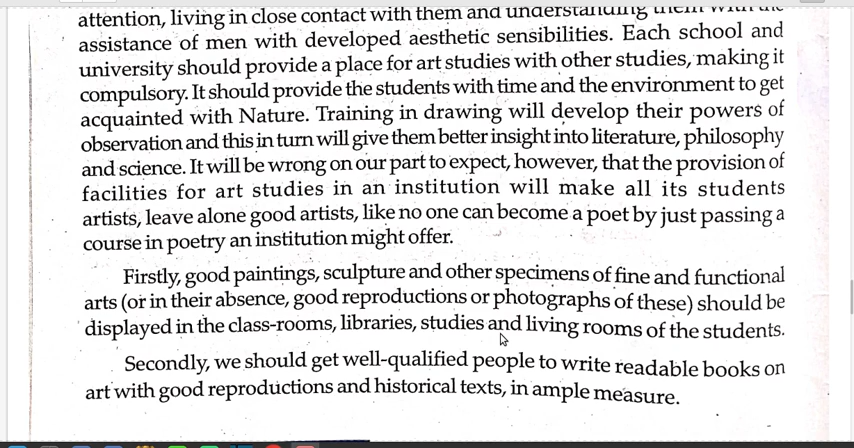 attention, living in close contact with them and understanding them with the
assistance of men with developed aesthetic sensibilities. Each school and
university should provide a place for art studies with other studies, making it
compulsory. It should provide the students with time and the environment to get
acquainted with Nature. Training in drawing will develop their powers of
observation and this in turn will give them better insight into literature, philosophy
and science. It will be wrong on our part to expect, however, that the provision of
facilities for art studies in an institution will make all its students
artists, leave alone good artists, like no one can become a poet by just passing a
course in poetry an institution might offer.
Firstly, good paintings, sculpture and other specimens of fine and functional
arts (or in their absence, good reproductions or photographs of these) should be
displayed in the class-rooms, libraries, studies and living rooms of the students.
Secondly, we should get well-qualified people to write readable books on
art with good reproductions and historical texts, in ample measure.